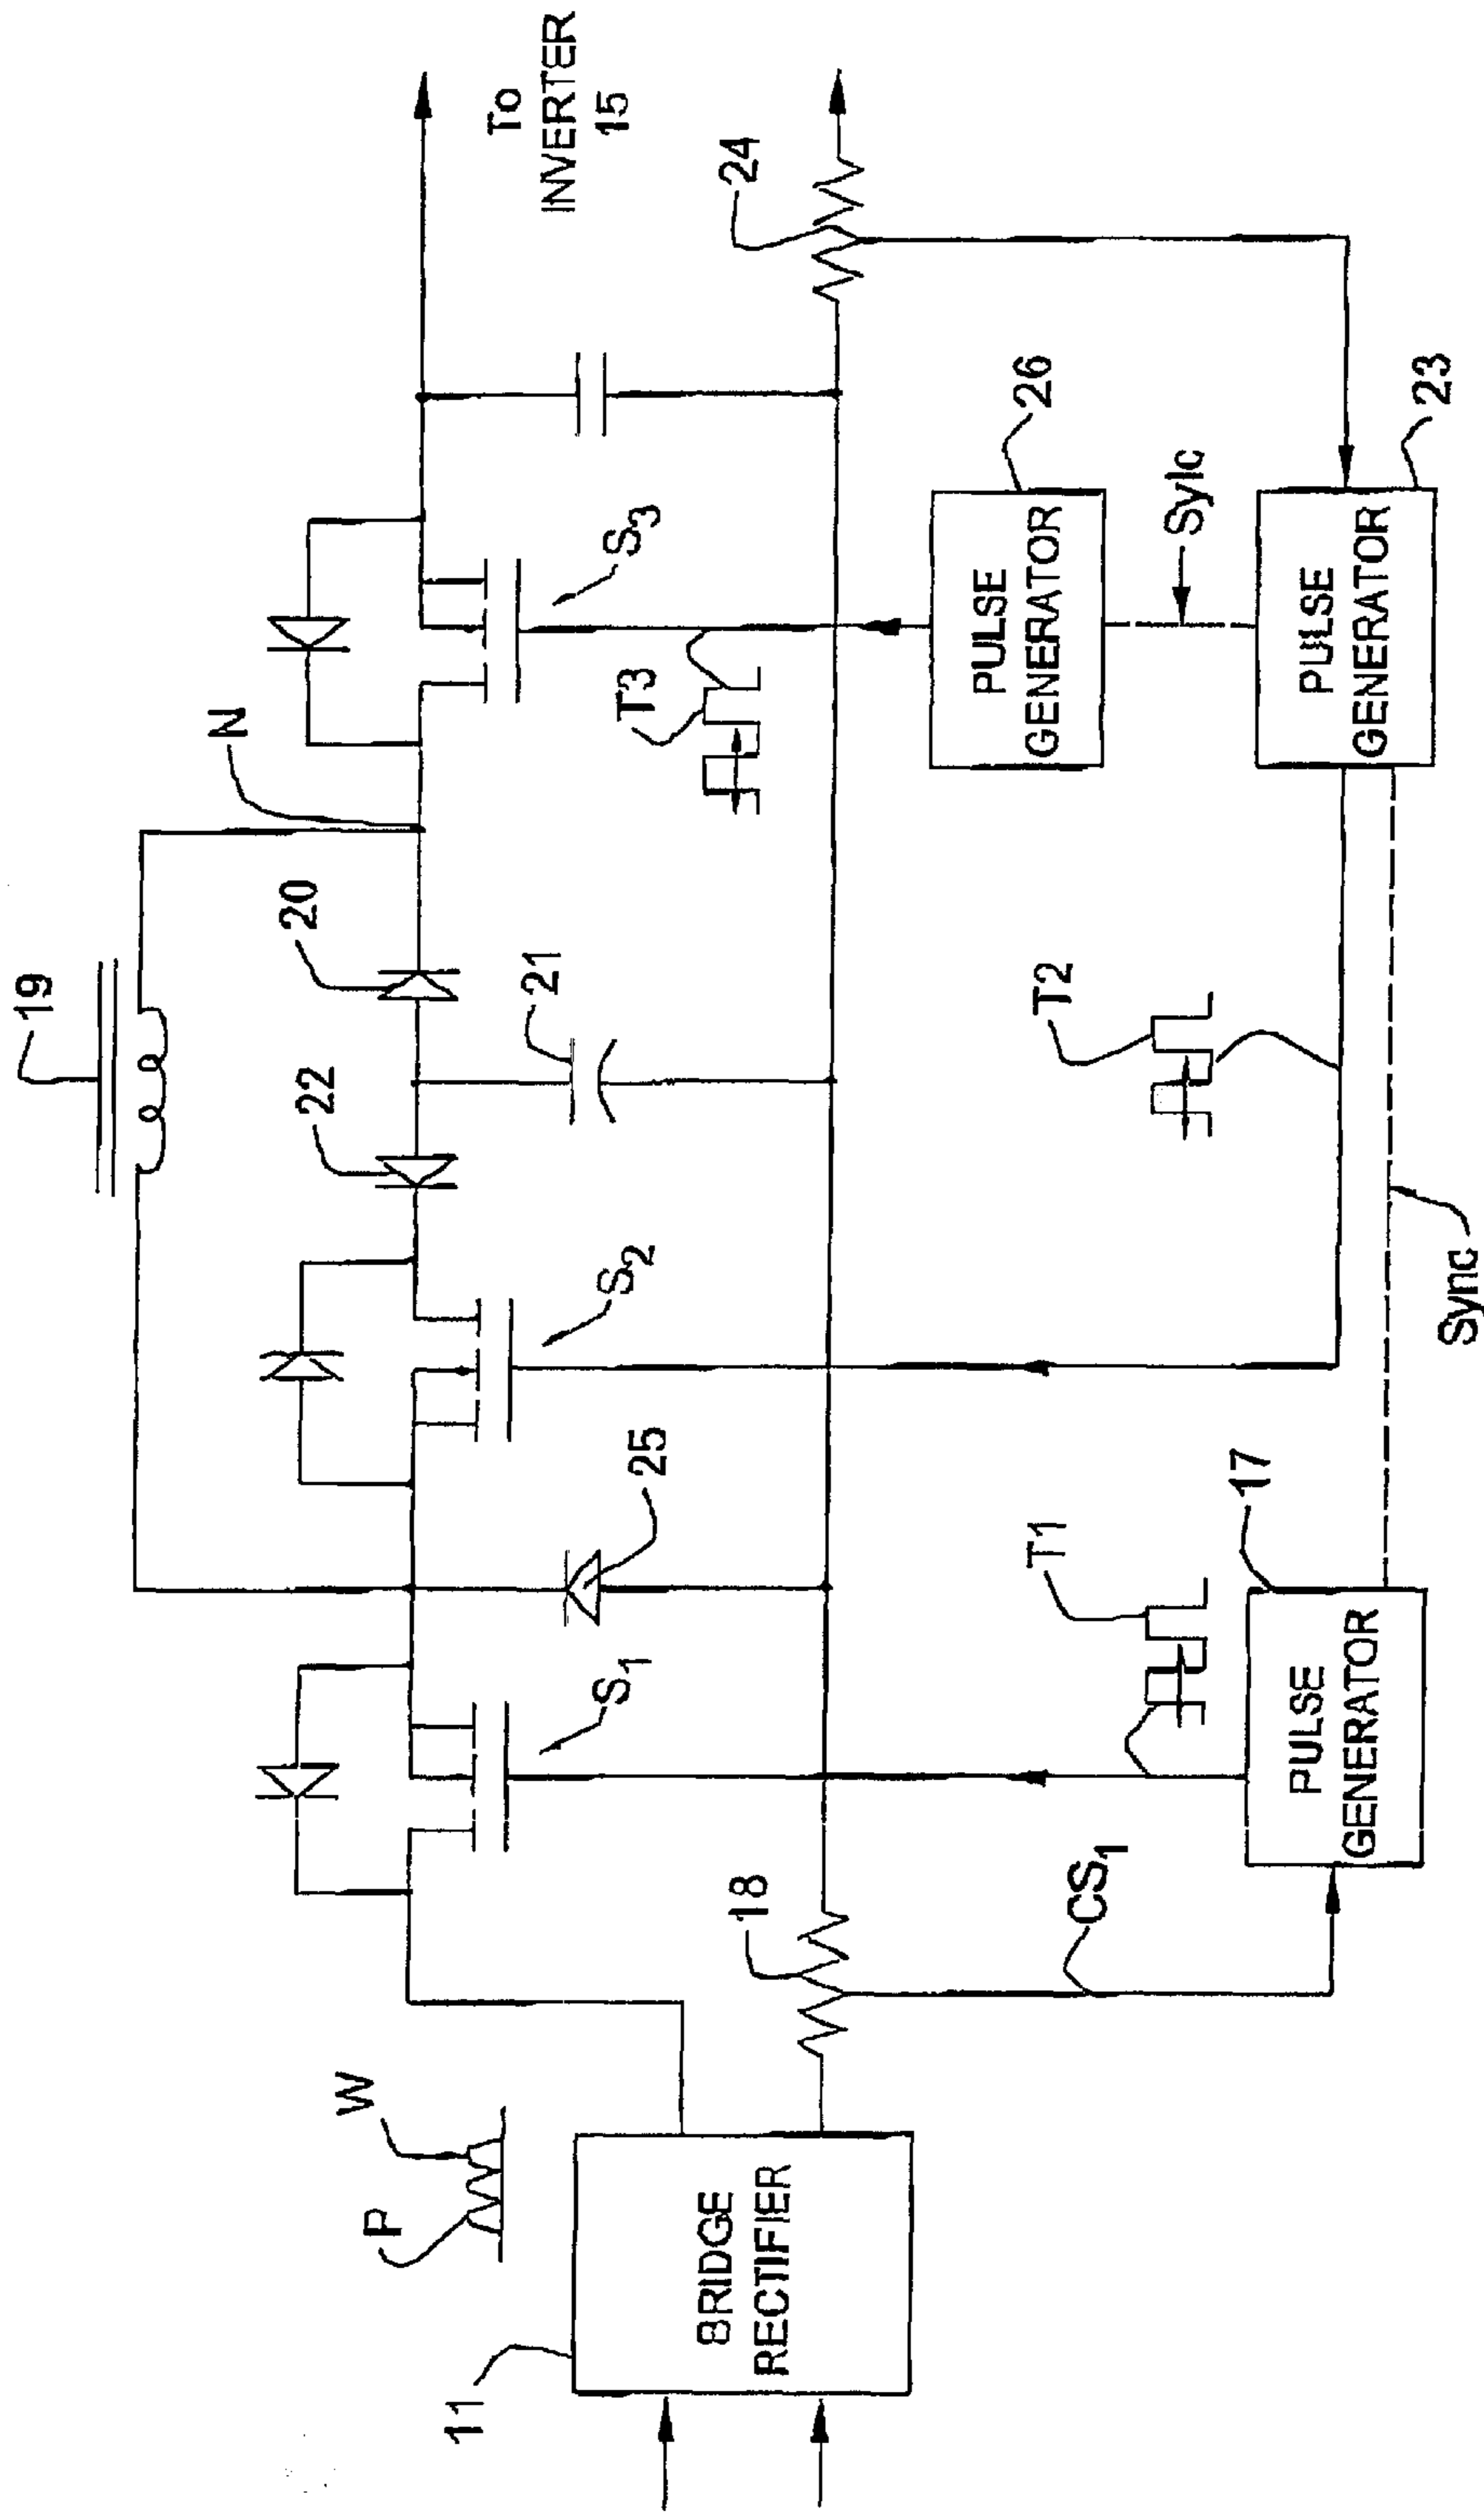 19
N
20
22
To
INVERTER
15
W
P
11
BRIDGE
RECTIFIER
S1
25
S2
21
T3
S3
24
18
CS1
T1
17
PULSE
GENERATOR
T2
PULSE
GENERATOR
26
Sylc
PULSE
GENERATOR
23
Sync